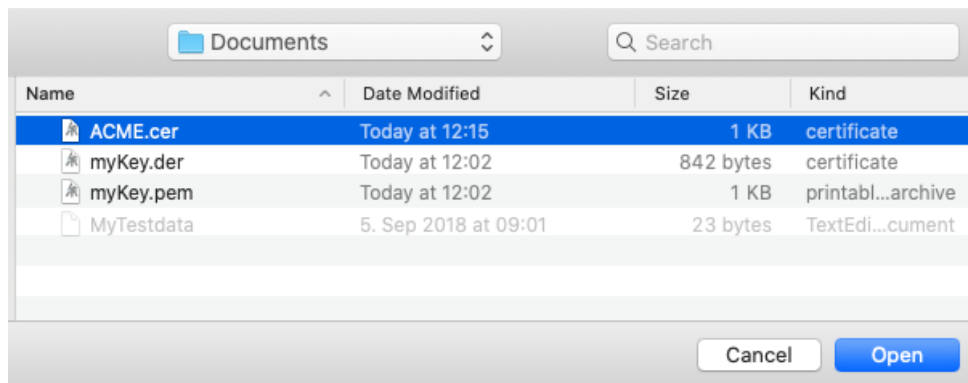 Documents Search
Name Date Modified Size Kind
ACME.cer Today at 12:15 1 KB certificate
myKey.der Today at 12:02 842 bytes certificate
myKey.pem Today at 12:02 1 KB printabl...archive
MyTestdata 5. Sep 2018 at 09:01 23 bytes TextEdi...cument
Cancel Open